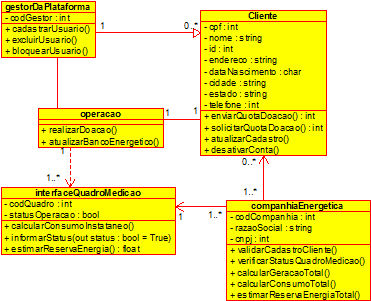 gestorDaPlataforma
- codGestor : int
+ cadastrarUsuario()
+ excluirUsuario()
+ bloquearUsuario()
1
0..*
Cliente
- cpf : int
- nome : string
- id : int
- endereco : string
- dataNascimento : char
- cidade : string
- estado : string
- telefone : int
+ enviarQuotaDoacao() : int
+ solicitarQuotaDoacao() : int
+ atualizarCadastro()
+ desativarConta()
operacao
+ realizarDoacao()
+ atualizarBancoEnergetico()
1
1
1
1..*
0..*
interfaceQuadroMedicao
- codQuadro : int
- statusOperacao : bool
+ calcularConsumoInstataneo()
+ informarStatus(out status : bool = True)
+ estimarReservaEnergia() : float
1
1..*
1..*
companhiaEnergetica
- codCompanhia : int
- razaoSocial : string
- cnpj : int
+ validarCadastroCliente()
+ verificarStatusQuadroMedicao()
+ calcularGeracaoTotal()
+ calcularConsumoTotal()
+ estimarReservaEnergiaTotal()